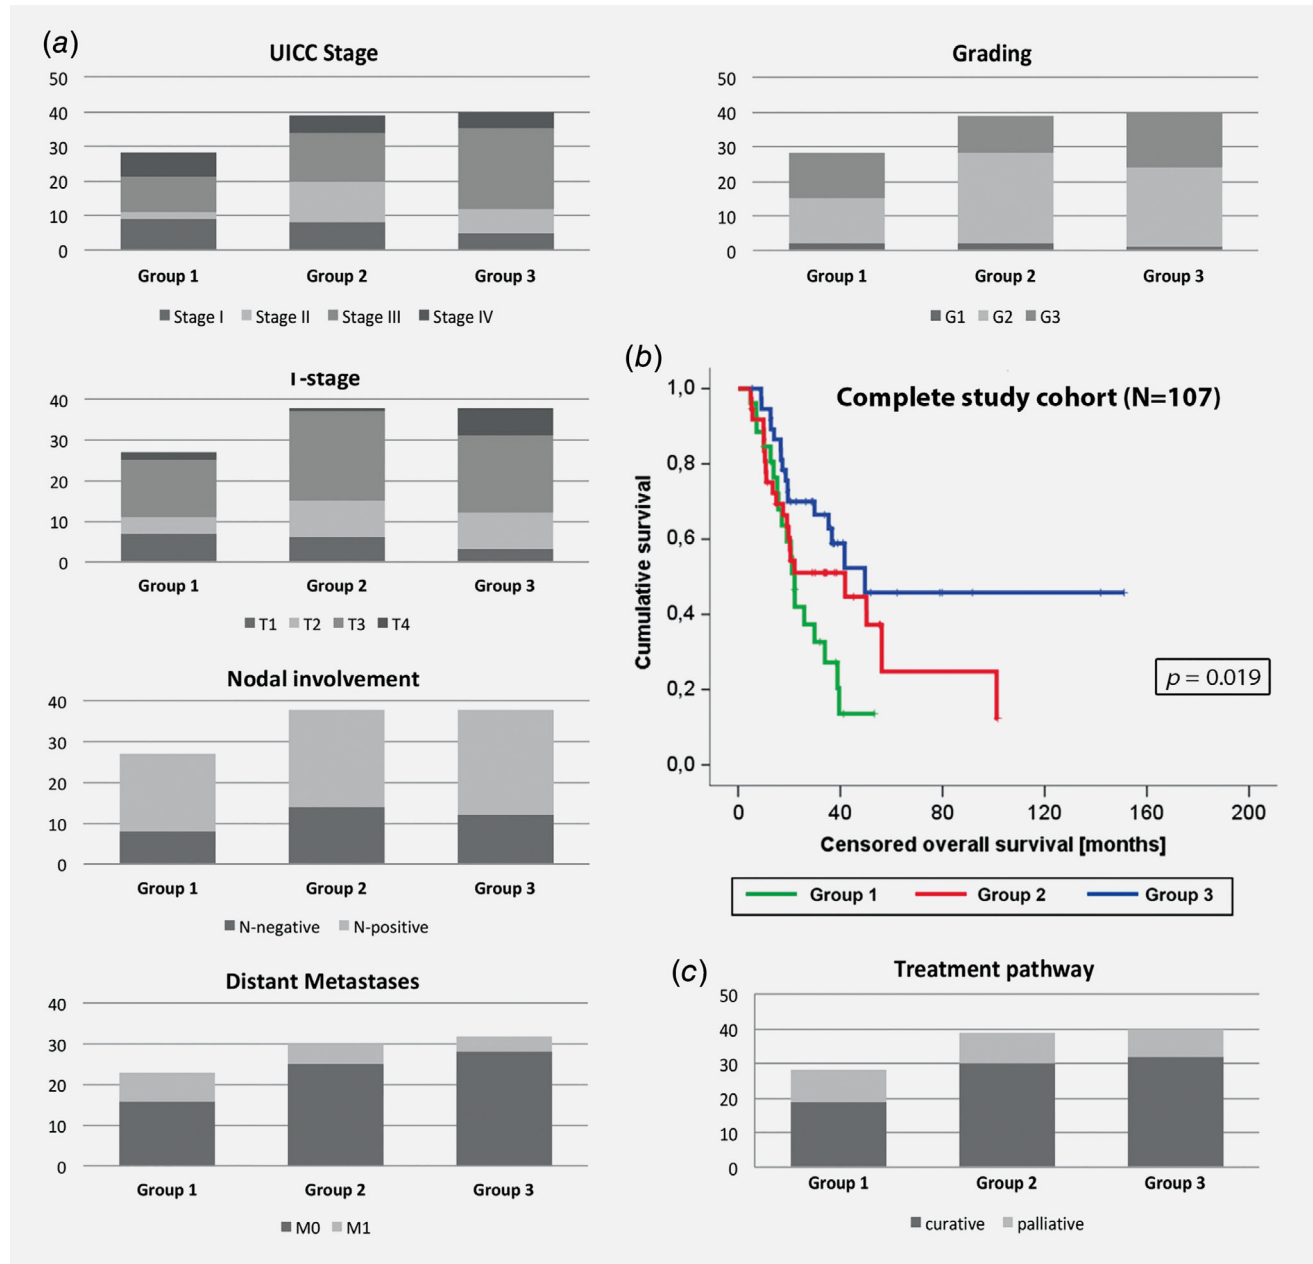 (a)
UICC Stage
50
40
30
20
10
0
Group 1 Group 2 Group 3
Stage I Stage II Stage III Stage IV
Grading
50
40
30
20
10
0
Group 1 Group 2 Group 3
G1 G2 G3
T-stage
40
30
20
10
0
Group 1 Group 2 Group 3
T1 T2 T3 T4
Nodal involvement
40
30
20
10
0
Group 1 Group 2 Group 3
N-negative N-positive
Distant Metastases
40
30
20
10
0
Group 1 Group 2 Group 3
M0 M1
(b)
Complete study cohort (N=107)
Cumulative survival
1,0
0,8
0,6
0,4
0,2
0,0
p = 0.019
0 40 80 120 160 200
Censored overall survival [months]
Group 1 Group 2 Group 3
(c)
Treatment pathway
50
40
30
20
10
0
Group 1 Group 2 Group 3
curative palliative